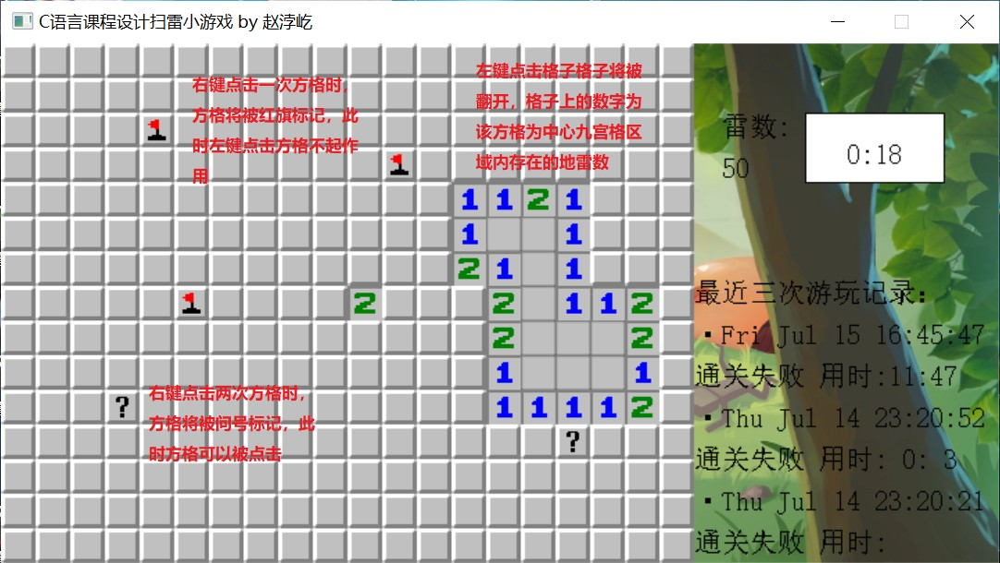 C语言课程设计扫雷小游戏 by 赵浡屹
右键点击一次方格时，
方格将被红旗标记，此
时左键点击方格不起作
用
左键点击格子格子将被
翻开，格子上的数字为
该方格为中心九宫格区
域内存在的地雷数
1 1 2 1
1 1
2 1 1
2 2 1 1 2
2 2
1 1
1 1 1 1 2
?
?
右键点击两次方格时，
方格将被问号标记，此
时方格可以被点击
雷数:
50
0:18
最近三次游玩记录:
·Fri Jul 15 16:45:47
通关失败 用时:11:47
·Thu Jul 14 23:20:52
通关失败 用时: 0: 3
·Thu Jul 14 23:20:21
通关失败 用时: